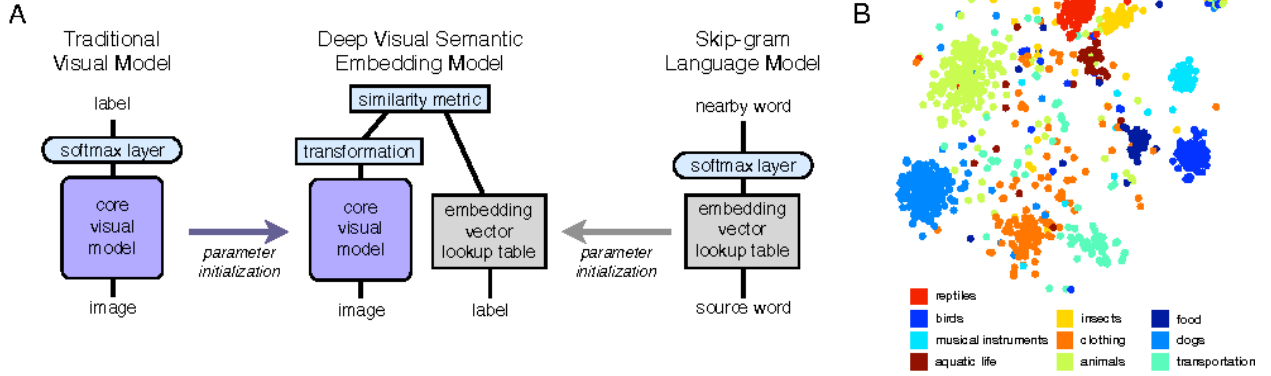 A
Traditional
Visual Model
label
softmax layer
core
visual
model
image
parameter
initialization
Deep Visual Semantic
Embedding Model
similarity metric
transformation
core
visual
model
image
embedding
vector
lookup table
label
parameter
initialization
Skip-gram
Language Model
nearby word
softmax layer
embedding
vector
lookup table
source word
B
reptiles
birds
musical instruments
aquatic life
insects
clothing
animals
food
dogs
transportation